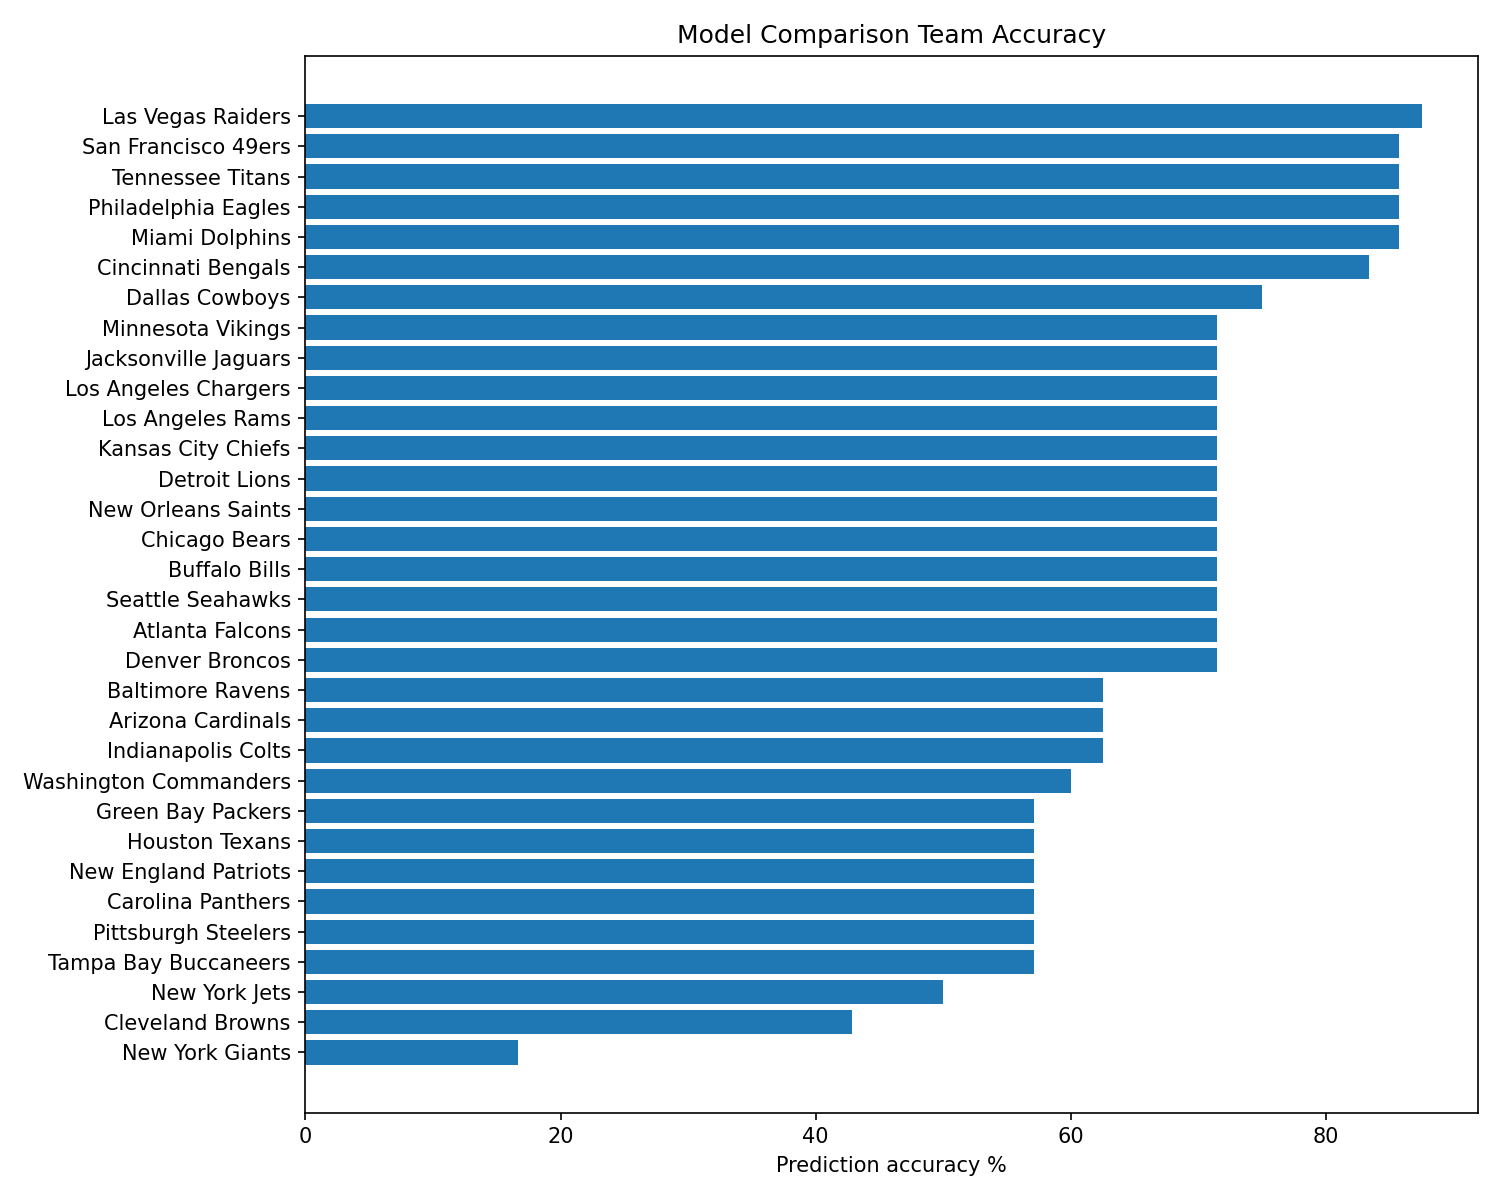 Model Comparison Team Accuracy
Las Vegas Raiders
San Francisco 49ers
Tennessee Titans
Philadelphia Eagles
Miami Dolphins
Cincinnati Bengals
Dallas Cowboys
Minnesota Vikings
Jacksonville Jaguars
Los Angeles Chargers
Los Angeles Rams
Kansas City Chiefs
Detroit Lions
New Orleans Saints
Chicago Bears
Buffalo Bills
Seattle Seahawks
Atlanta Falcons
Denver Broncos
Baltimore Ravens
Arizona Cardinals
Indianapolis Colts
Washington Commanders
Green Bay Packers
Houston Texans
New England Patriots
Carolina Panthers
Pittsburgh Steelers
Tampa Bay Buccaneers
New York Jets
Cleveland Browns
New York Giants
0 20 40 60 80
Prediction accuracy %